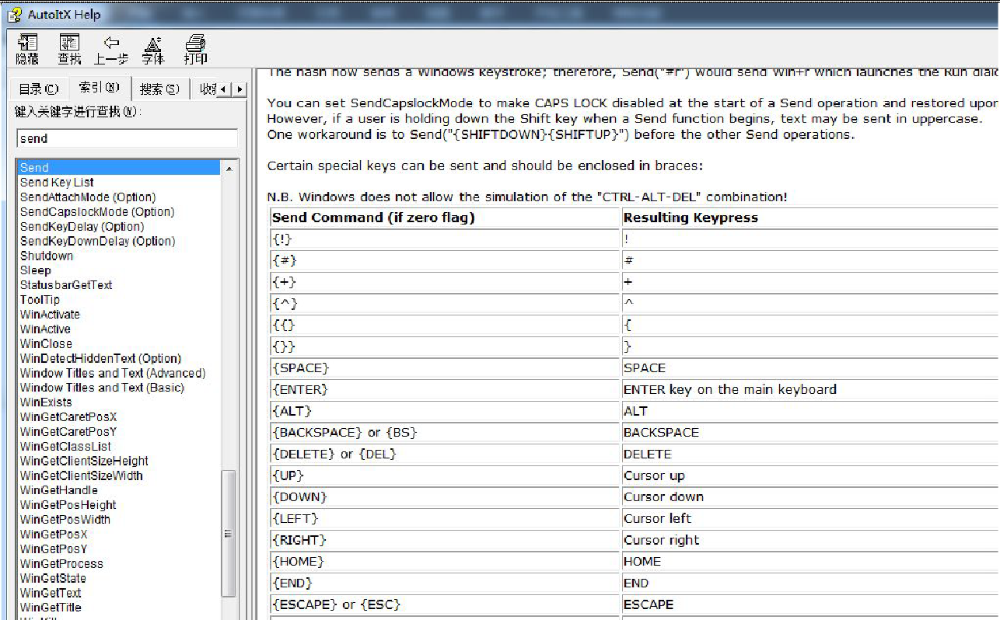 AutoItX Help
隐藏 查找 上一步 字体 打印
目录(C) 索引(N) 搜索(S)
键入关键字进行查找(W):
send
Send
Send Key List
SendAttachMode (Option)
SendCapslockMode (Option)
SendKeyDelay (Option)
SendKeyDownDelay (Option)
Shutdown
Sleep
StatusbarGetText
ToolTip
WinActivate
WinActive
WinClose
WinDetectHiddenText (Option)
Window Titles and Text (Advanced)
Window Titles and Text (Basic)
WinExists
WinGetCaretPosX
WinGetCaretPosY
WinGetClassList
WinGetClientSizeHeight
WinGetClientSizeWidth
WinGetHandle
WinGetPosHeight
WinGetPosWidth
WinGetPosX
WinGetPosY
WinGetProcess
WinGetState
WinGetText
WinGetTitle
The hash now sends a Windows keystroke; therefore, Send("#r") would send Win+r which launches the Run
You can set SendCapslockMode to make CAPS LOCK disabled at the start of a Send operation and restored upon
However, if a user is holding down the Shift key when a Send function begins, text may be sent in uppercase.
One workaround is to Send("{SHIFTDOWN}{SHIFTUP}") before the other Send operations.
Certain special keys can be sent and should be enclosed in braces:
N.B. Windows does not allow the simulation of the "CTRL-ALT-DEL" combination!
Send Command (if zero flag) Resulting Keypress
{!} !
{#} #
{+} +
{^} ^
{{} {
{}} }
{SPACE} SPACE
{ENTER} ENTER key on the main keyboard
{ALT} ALT
{BACKSPACE} or {BS} BACKSPACE
{DELETE} or {DEL} DELETE
{UP} Cursor up
{DOWN} Cursor down
{LEFT} Cursor left
{RIGHT} Cursor right
{HOME} HOME
{END} END
{ESCAPE} or {ESC} ESCAPE